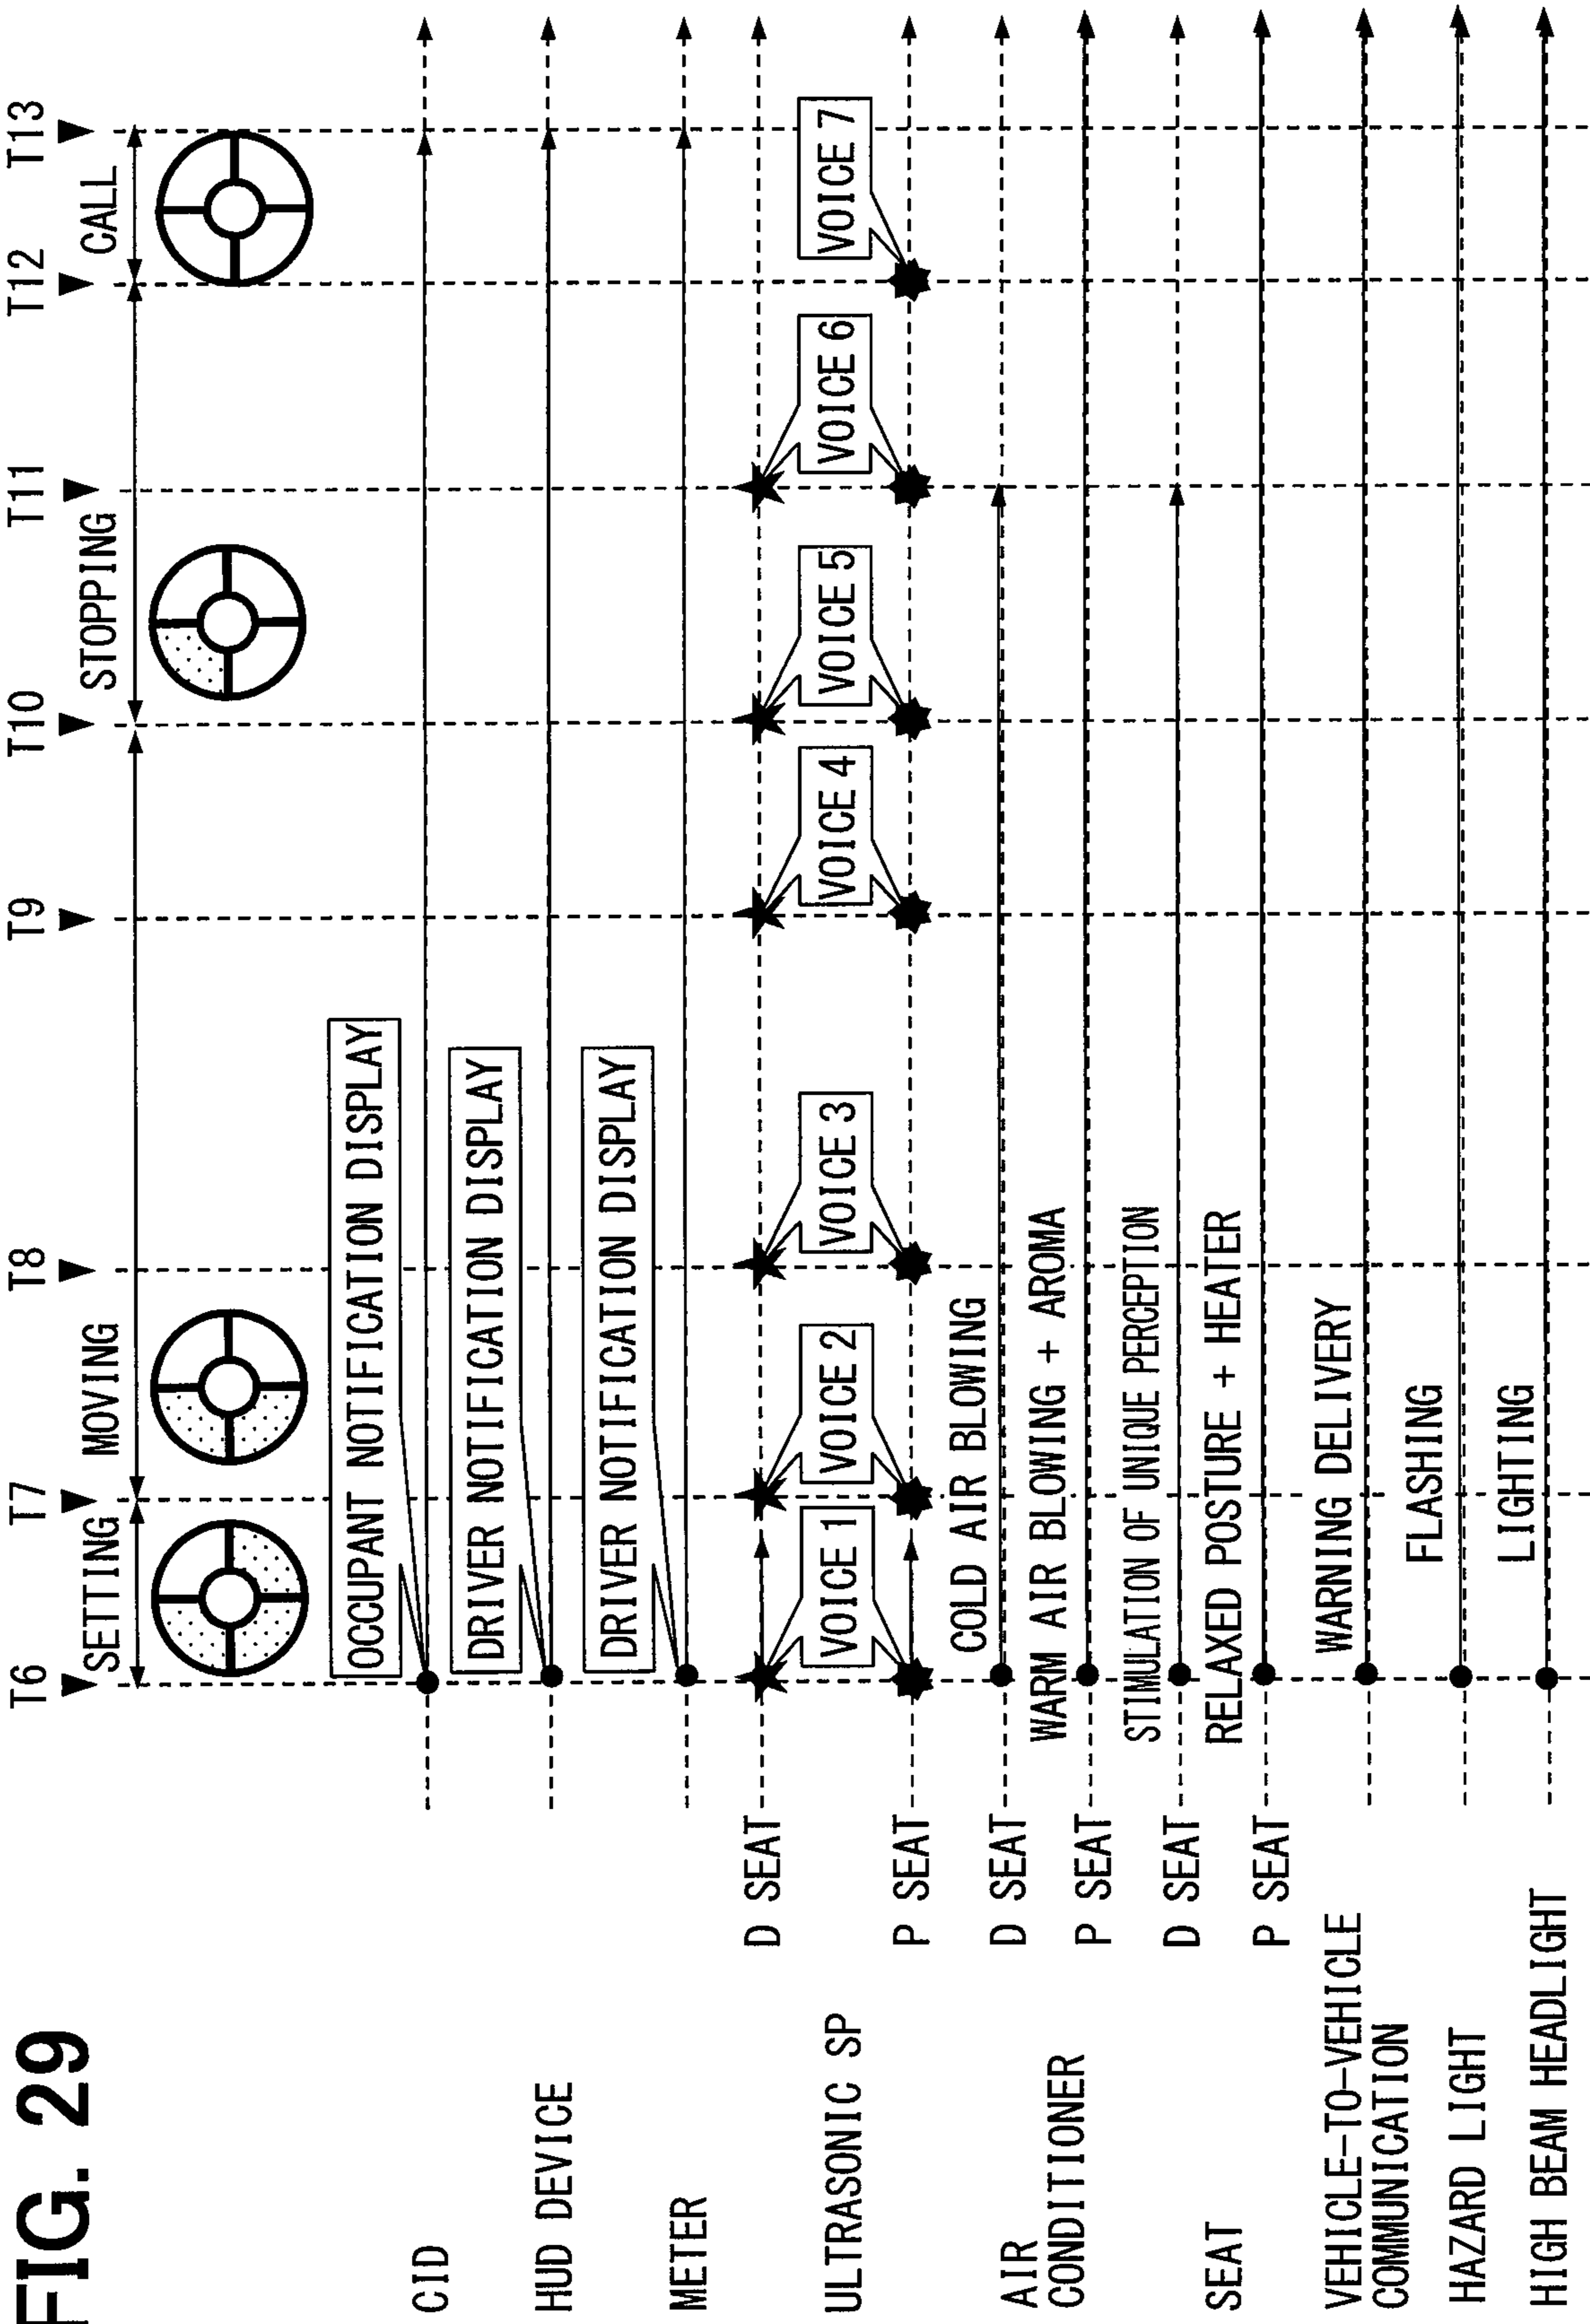 FIG. 29
T6
T7
T8
T9
T10
T11
T12
T13
SETTING
MOVING
STOPPING
CALL
CID
OCCUPANT NOTIFICATION DISPLAY
HUD DEVICE
DRIVER NOTIFICATION DISPLAY
METER
DRIVER NOTIFICATION DISPLAY
ULTRASONIC SP
D SEAT
VOICE 1
VOICE 2
VOICE 3
VOICE 4
VOICE 5
VOICE 6
VOICE 7
P SEAT
AIR
CONDITIONER
D SEAT
COLD AIR BLOWING
P SEAT
WARM AIR BLOWING + AROMA
SEAT
D SEAT
STIMULATION OF UNIQUE PERCEPTION
P SEAT
RELAXED POSTURE + HEATER
VEHICLE-TO-VEHICLE
COMMUNICATION
WARNING DELIVERY
HAZARD LIGHT
FLASHING
HIGH BEAM HEADLIGHT
LIGHTING